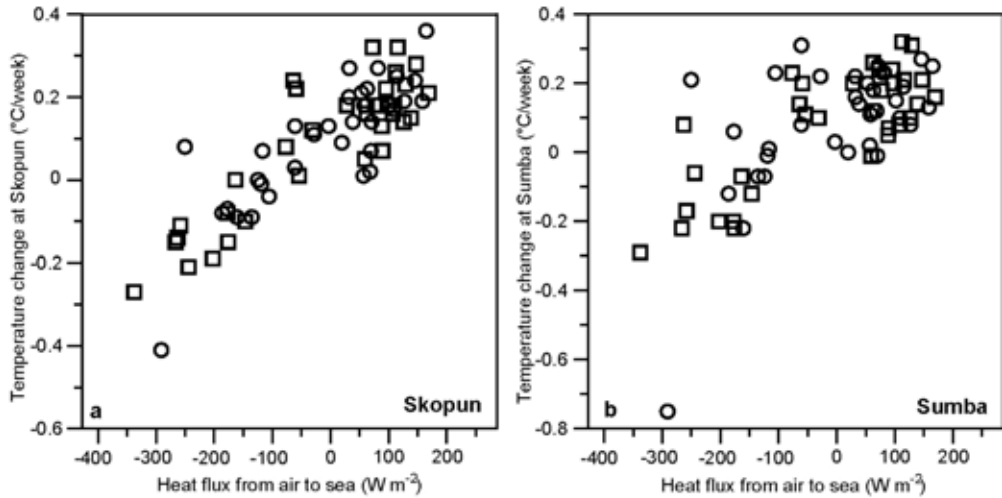 Temperature change at Skopun (°C/week)
0.4
0.2
0
-0.2
-0.4
-0.6
a
Skopun
-400 -300 -200 -100 0 100 200
Heat flux from air to sea (W m-2)
Temperature change at Sumba (°C/week)
0.4
0.2
0
-0.2
-0.4
-0.6
-0.8
b
Sumba
-400 -300 -200 -100 0 100 200
Heat flux from air to sea (W m-2)